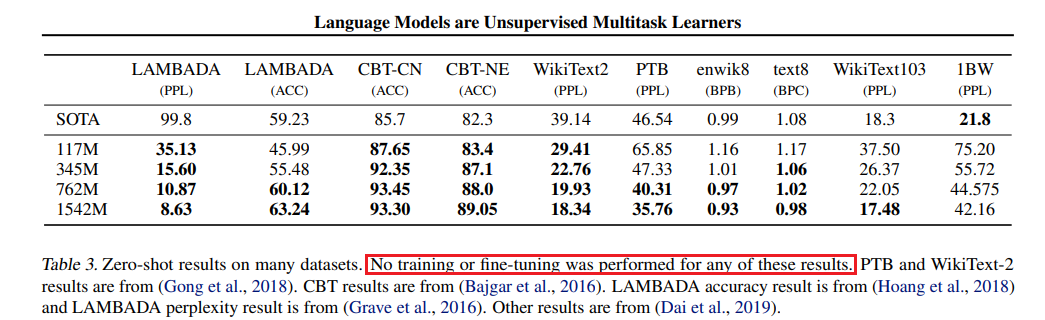 Language Models are Unsupervised Multitask Learners
LAMBADA LAMBADA CBT-CN CBT-NE WikiText2 PTB enwik8 text8 WikiText103 1BW
(PPL) (ACC) (ACC) (ACC) (PPL) (PPL) (BPB) (BPC) (PPL) (PPL)
SOTA 99.8 59.23 85.7 82.3 39.14 46.54 0.99 1.08 18.3 21.8
117M 35.13 45.99 87.65 83.4 29.41 65.85 1.16 1.17 37.50 75.20
345M 15.60 55.48 92.35 87.1 22.76 47.33 1.01 1.06 26.37 55.72
762M 10.87 60.12 93.45 88.0 19.93 40.31 0.97 1.02 22.05 44.575
1542M 8.63 63.24 93.30 89.05 18.34 35.76 0.93 0.98 17.48 42.16
Table 3. Zero-shot results on many datasets. No training or fine-tuning was performed for any of these results. PTB and WikiText-2
results are from (Gong et al., 2018). CBT results are from (Bajgar et al., 2016). LAMBADA accuracy result is from (Hoang et al., 2018)
and LAMBADA perplexity result is from (Grave et al., 2016). Other results are from (Dai et al., 2019).